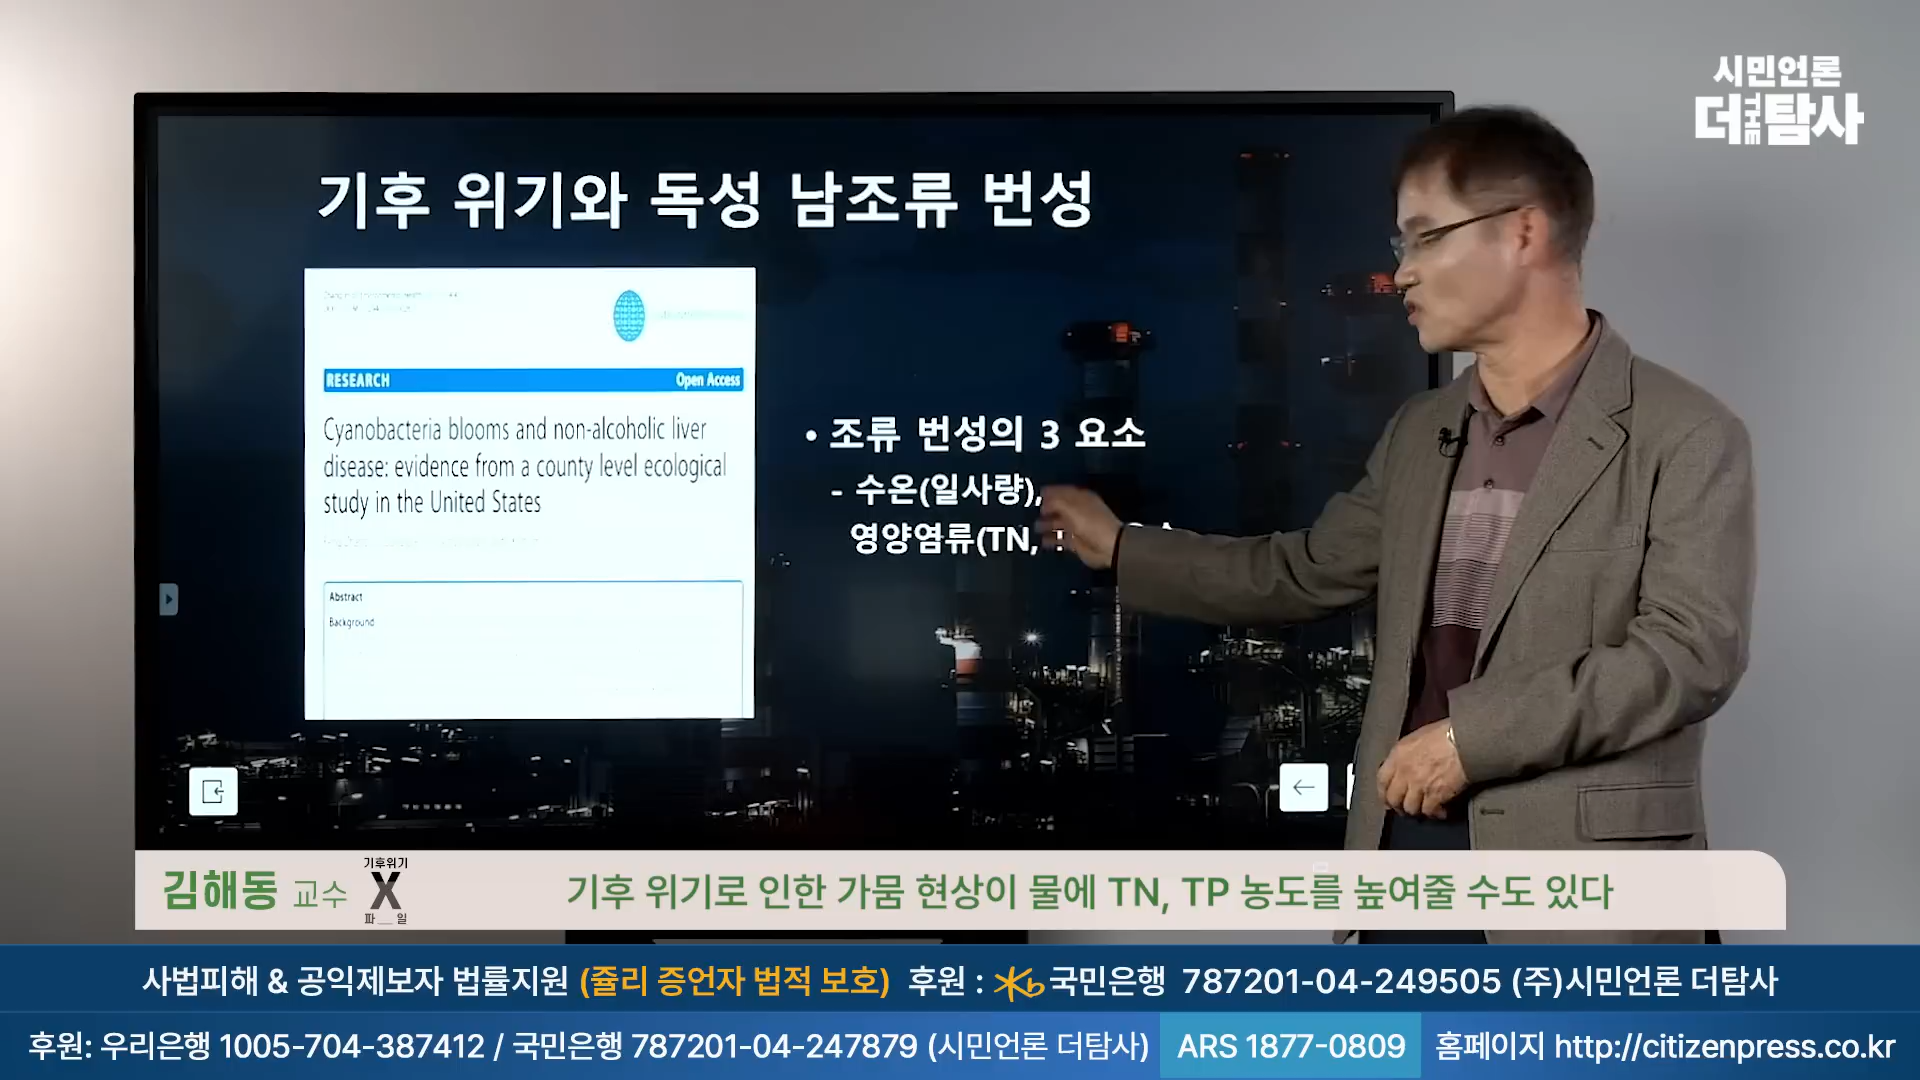 시민언론
더탐사
기후 위기와 독성 남조류 번성
RESEARCH
Open Access
Cyanobacteria blooms and non-alcoholic liver
disease: evidence from a county level ecological
study in the United States
Abstract
Background
• 조류 번성의 3 요소
- 수온(일사량),
영양염류(TN,
김해동 교수
기후위기
X
파__일
기후 위기로 인한 가뭄 현상이 물에 TN, TP 농도를 높여줄 수도 있다
사법피해 & 공익제보자 법률지원 (쥴리 증언자 법적 보호) 후원 : 국민은행 787201-04-249505 (주)시민언론 더탐사
후원: 우리은행 1005-704-387412 / 국민은행 787201-04-247879 (시민언론 더탐사) ARS 1877-0809 홈페이지 http://citizenpress.co.kr